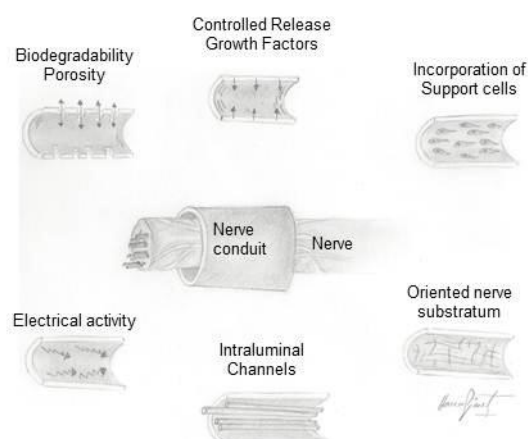 Controlled Release
Growth Factors
Biodegradability
Porosity
Incorporation of
Support cells
Nerve
conduit
Nerve
Oriented nerve
substratum
Electrical activity
Intraluminal
Channels